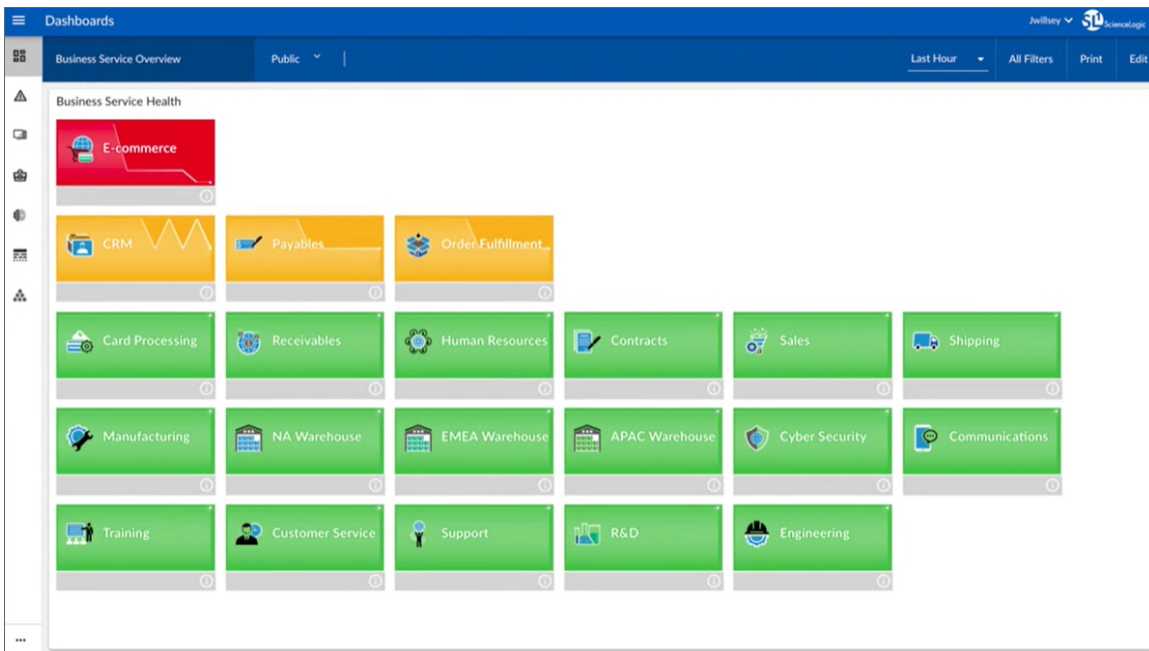 Dashboards
Jwillsey
SL1 ScienceLogic
Business Service Overview
Public
Last Hour
All Filters
Print
Edit
Business Service Health
E-commerce
CRM
Payables
Order Fulfillment
Card Processing
Receivables
Human Resources
Contracts
Sales
Shipping
Manufacturing
NA Warehouse
EMEA Warehouse
APAC Warehouse
Cyber Security
Communications
Training
Customer Service
Support
R&D
Engineering